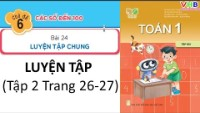 CHỦ ĐỀ
6
CÁC SỐ ĐẾN 100
Bài 24
LUYỆN TẬP CHUNG
LUYỆN TẬP
(Tập 2 Trang 26-27)
TOÁN 1